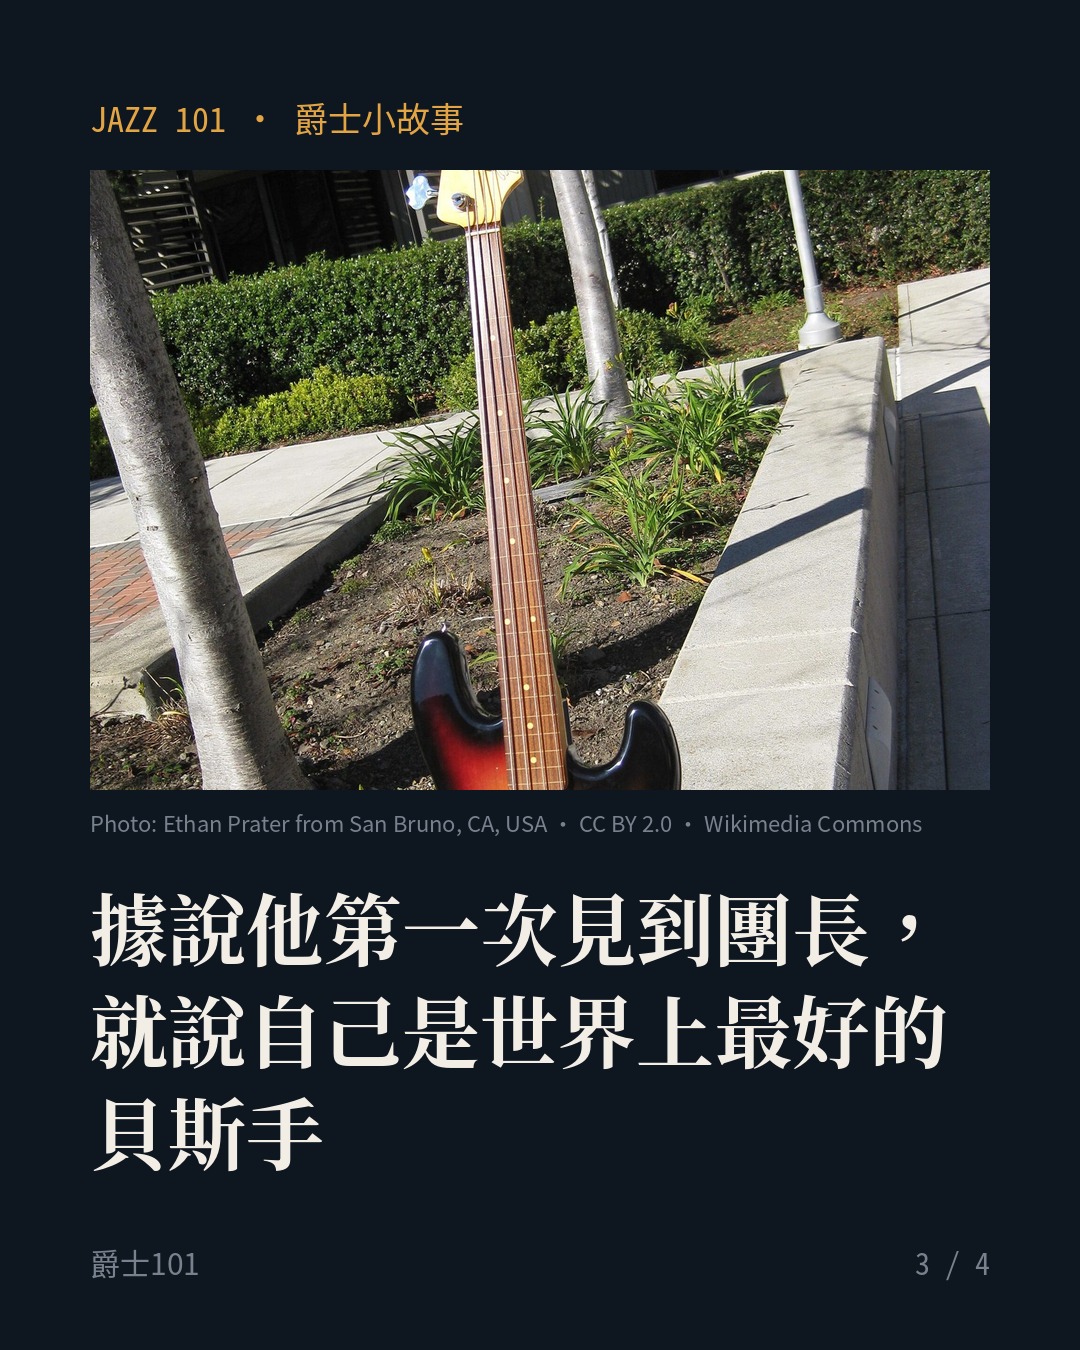 JAZZ 101 · 爵士小故事
Photo: Ethan Prater from San Bruno, CA, USA · CC BY 2.0 · Wikimedia Commons
據說他第一次見到團長，
就說自己是世界上最好的
貝斯手
爵士101
3 / 4